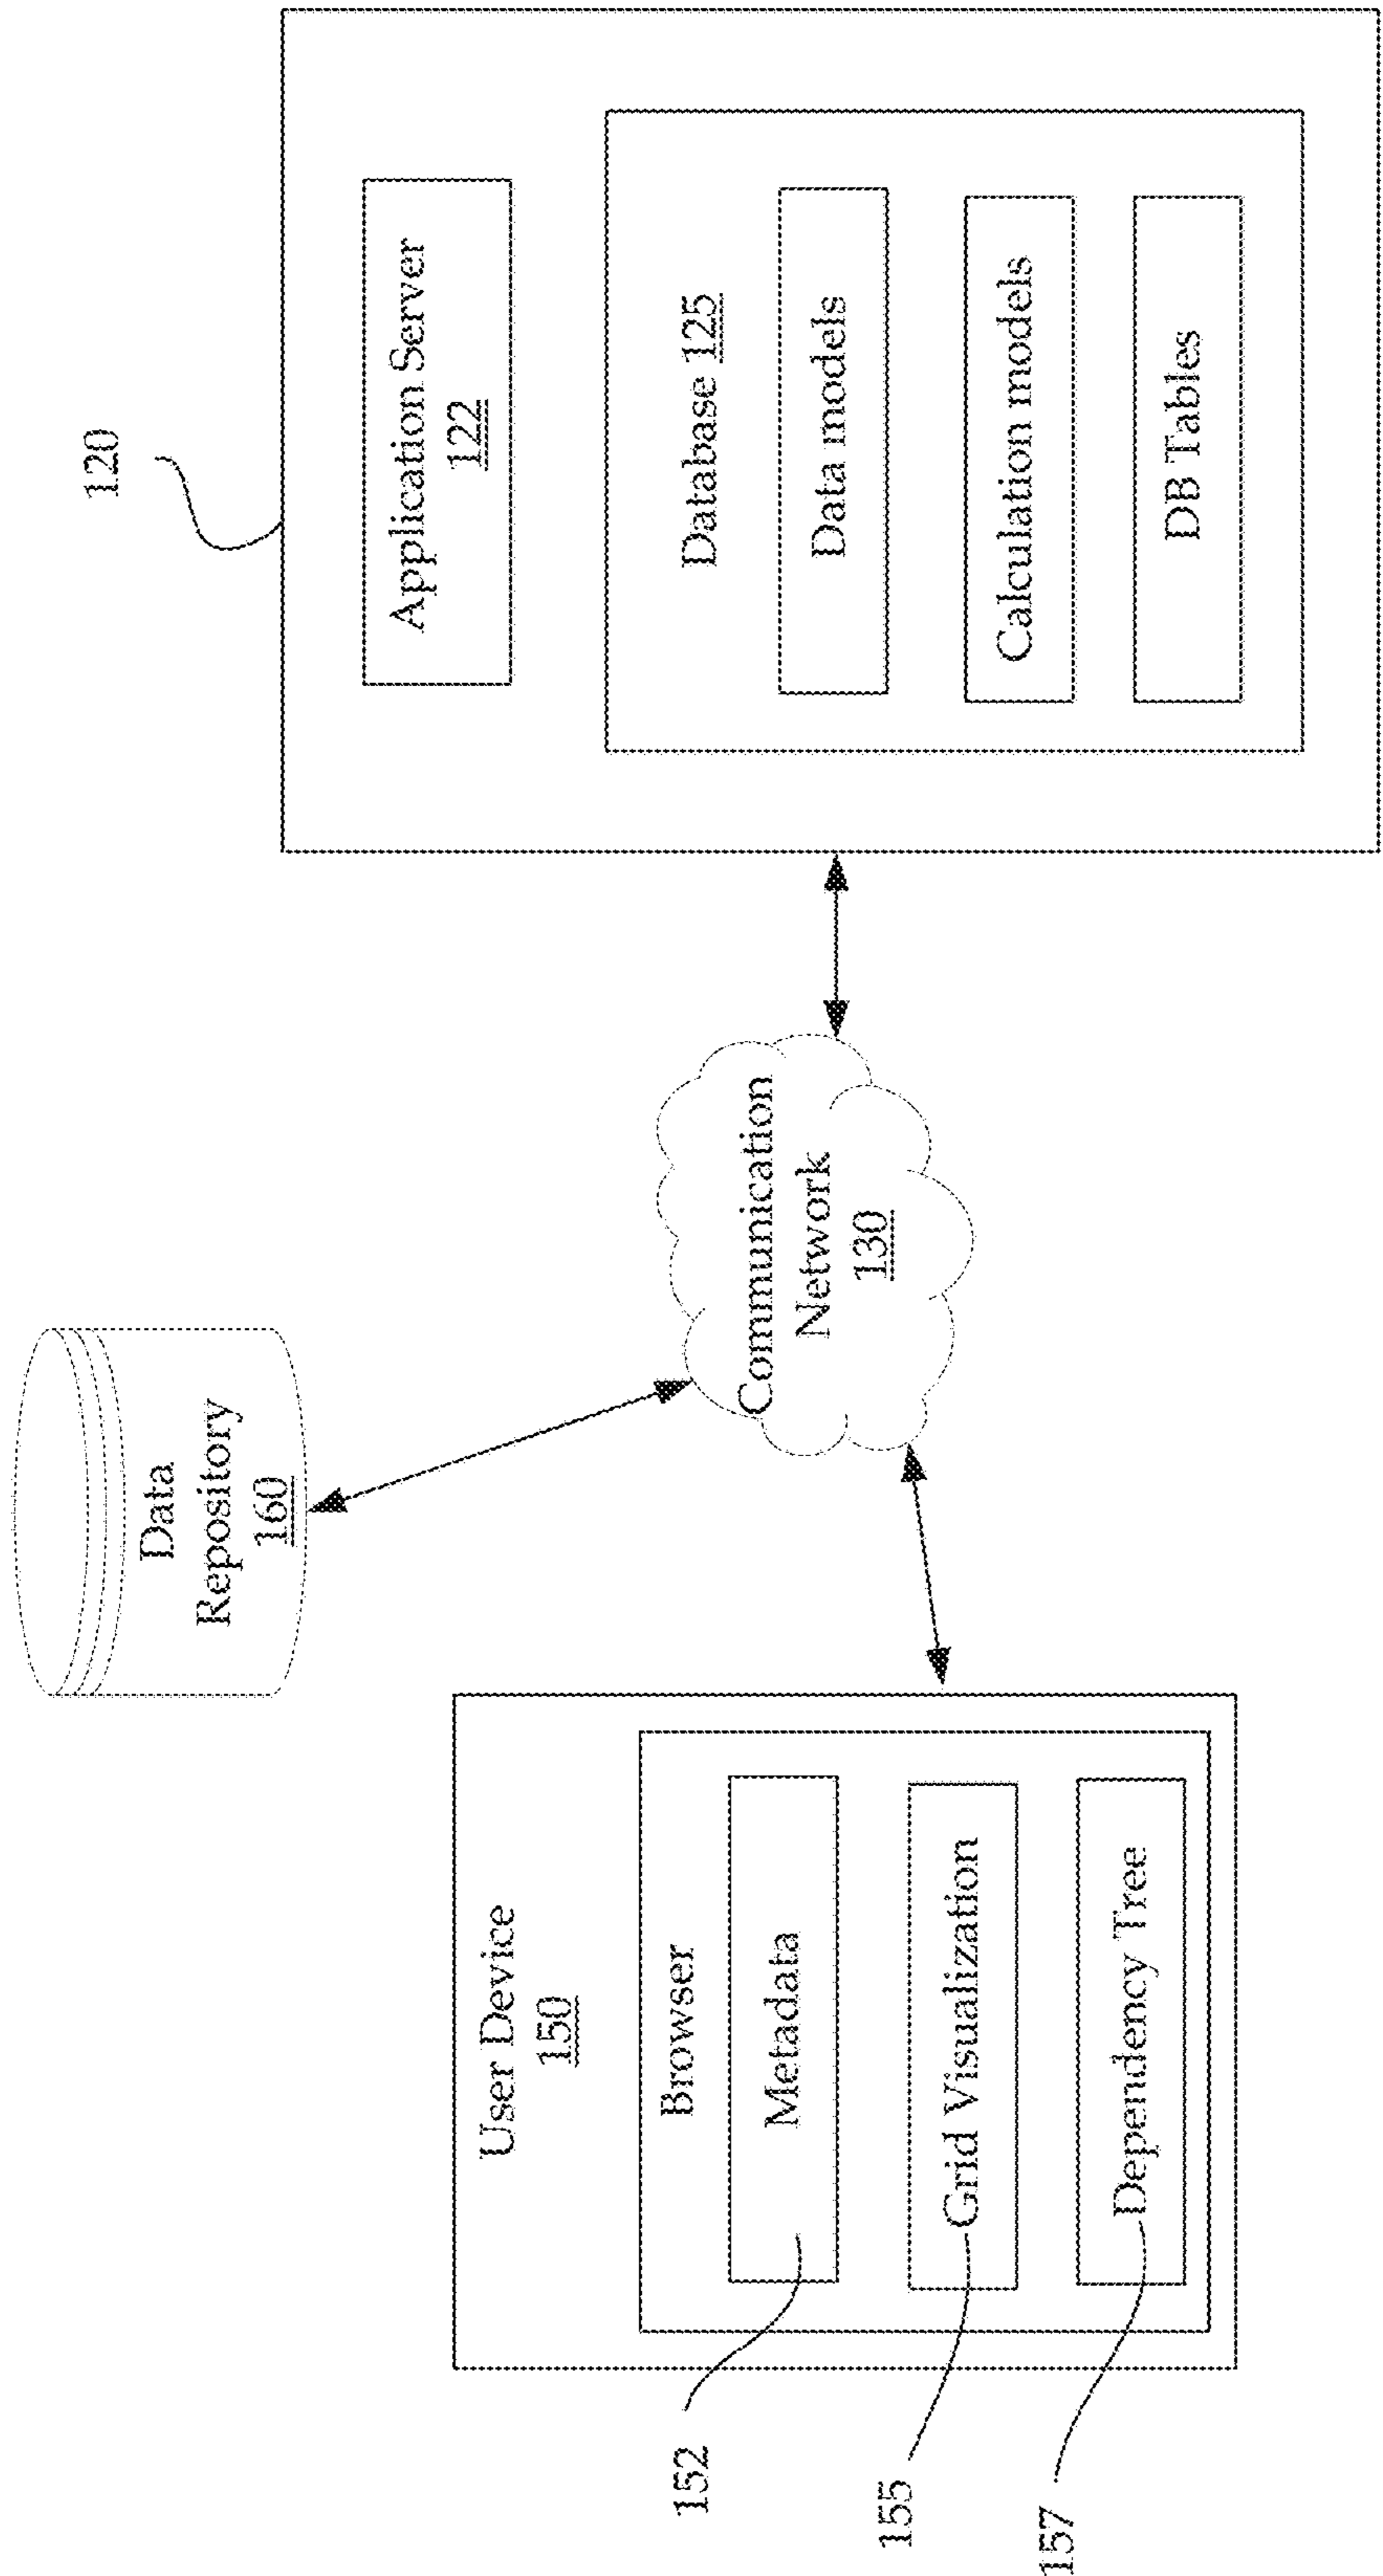 120
Application Server
122
Database 125
Data models
Calculation models
DB Tables
Data
Repository
160
Communication
Network
130
User Device
150
Browser
Metadata
Grid Visualization
Dependency Tree
152
155
157